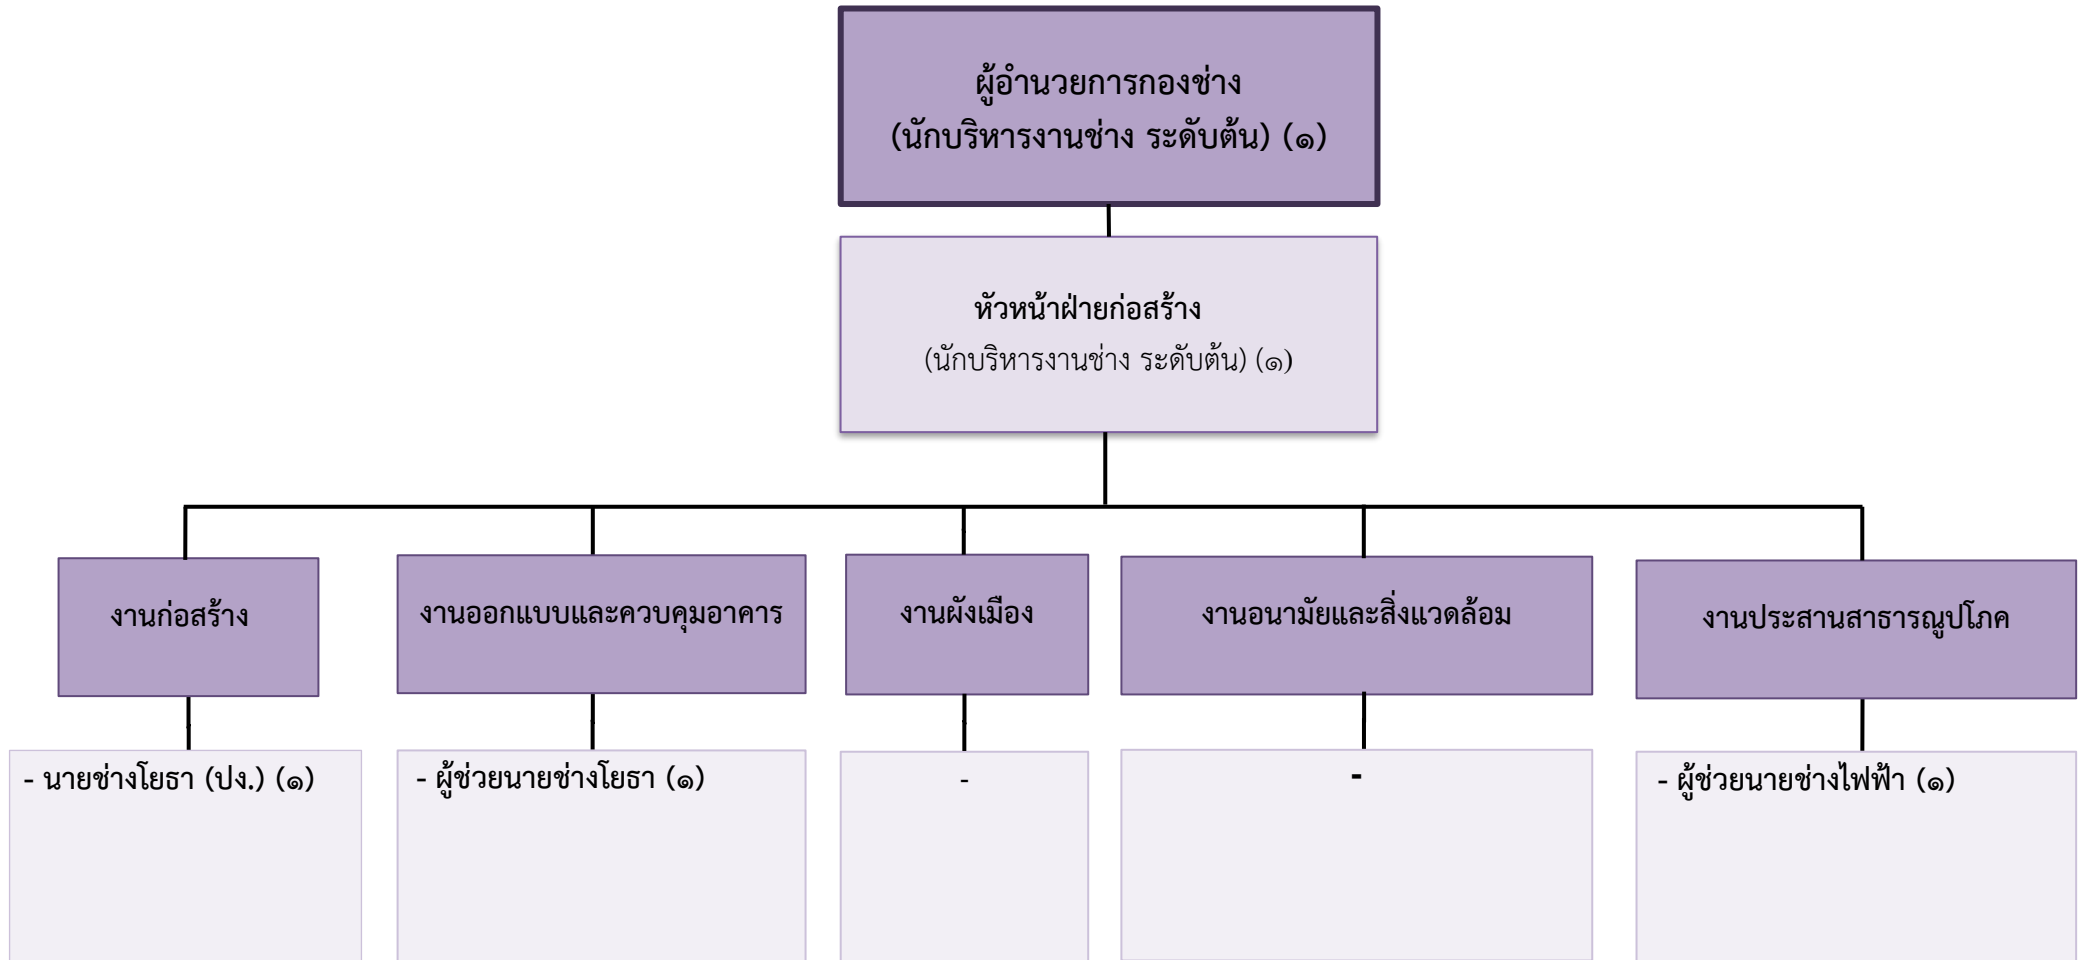 ผู้อำนวยการกองช่าง
(นักบริหารงานช่าง ระดับต้น) (๑)
หัวหน้าฝ่ายก่อสร้าง
(นักบริหารงานช่าง ระดับต้น) (๑)
งานก่อสร้าง
งานออกแบบและควบคุมอาคาร
งานผังเมือง
งานอนามัยและสิ่งแวดล้อม
งานประสานสาธารณูปโภค
- นายช่างโยธา (ปง.) (๑)
- ผู้ช่วยนายช่างโยธา (๑)
-
-
- ผู้ช่วยนายช่างไฟฟ้า (๑)